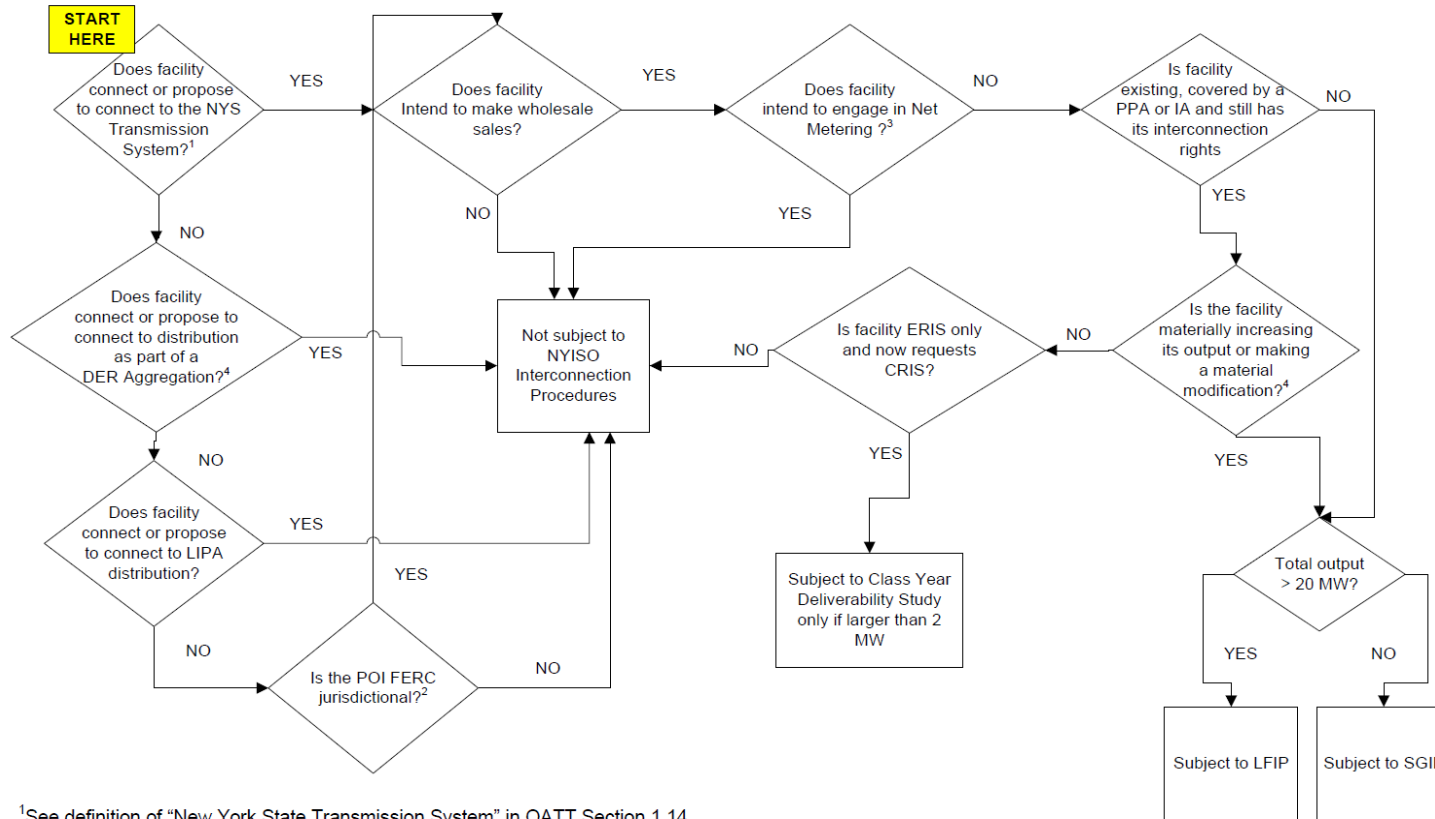 START
HERE
Does facility
connect or propose
to connect to the NYS
Transmission
System?¹
YES
Does facility
Intend to make wholesale
sales?
YES
Does facility
intend to engage in Net
Metering ?³
NO
Is facility
existing, covered by a
PPA or IA and still has
its interconnection
rights
NO
NO
NO
YES
YES
Does facility
connect or propose to
connect to distribution
as part of a
DER Aggregation?⁴
YES
Not subject to
NYISO
Interconnection
Procedures
NO
Is facility ERIS only
and now requests
CRIS?
NO
Is the facility
materially increasing
its output or making
a material
modification?⁴
NO
YES
YES
Does facility
connect or propose
to connect to LIPA
distribution?
YES
YES
Subject to Class Year
Deliverability Study
only if larger than 2
MW
Total output
> 20 MW?
NO
Is the POI FERC
jurisdictional?²
NO
YES
NO
Subject to LFIP
Subject to SGI
¹See definition of “New York State Transmission System” in OATT Section 1.14